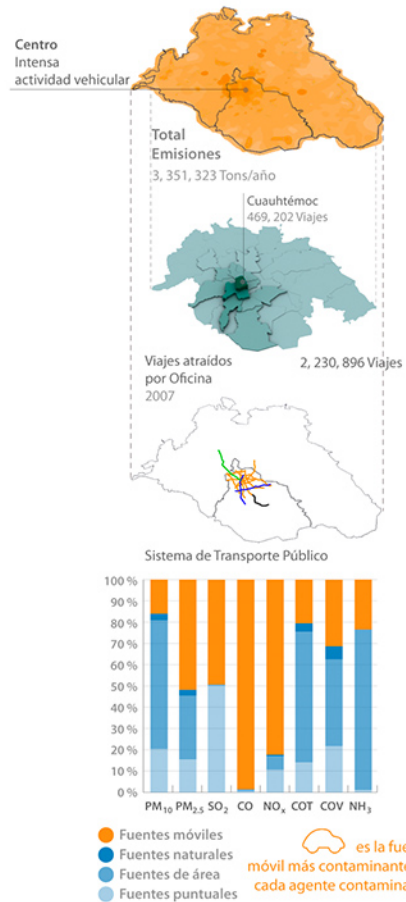 Centro
Intensa
actividad vehicular
Total
Emisiones
3, 351, 323 Tons/año
Cuauhtémoc
469, 202 Viajes
Viajes atraídos
por Oficina
2007
2, 230, 896 Viajes
Sistema de Transporte Público
100 %
90 %
80 %
70 %
60 %
50 %
40 %
30 %
20 %
10 %
0 %
PM₁₀ PM₂.₅ SO₂ CO NOₓ COT COV NH₃
Fuentes móviles
Fuentes naturales
Fuentes de área
Fuentes puntuales
es la fue
móvil más contaminante
cada agente contamina